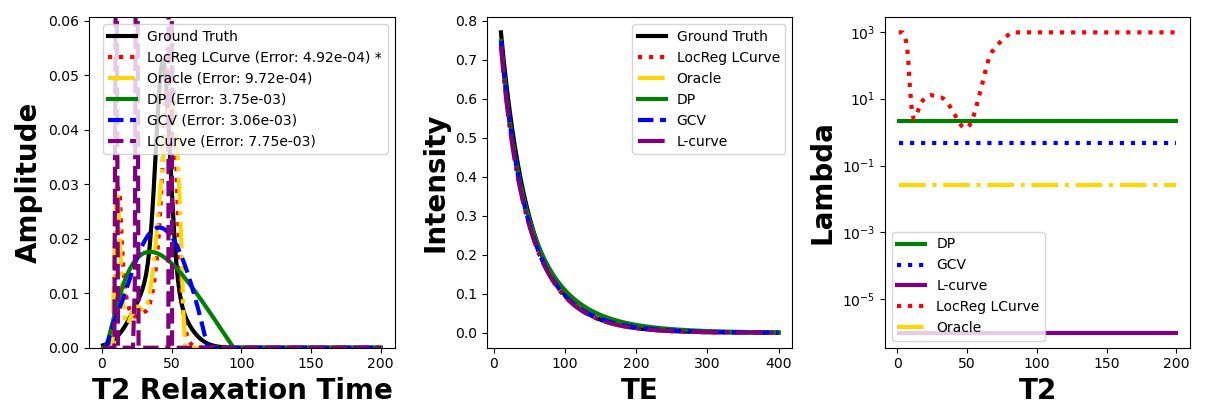 Amplitude
0.06
0.05
0.04
0.03
0.02
0.01
0.00
Ground Truth
LocReg LCurve (Error: 4.92e-04) *
Oracle (Error: 9.72e-04)
DP (Error: 3.75e-03)
GCV (Error: 3.06e-03)
LCurve (Error: 7.75e-03)
0 50 100 150 200
T2 Relaxation Time
Intensity
0.8
0.7
0.6
0.5
0.4
0.3
0.2
0.1
0.0
Ground Truth
LocReg LCurve
Oracle
DP
GCV
L-curve
0 100 200 300 400
TE
Lambda
10³
10¹
10⁻¹
10⁻³
10⁻⁵
DP
GCV
L-curve
LocReg LCurve
Oracle
0 50 100 150 200
T2